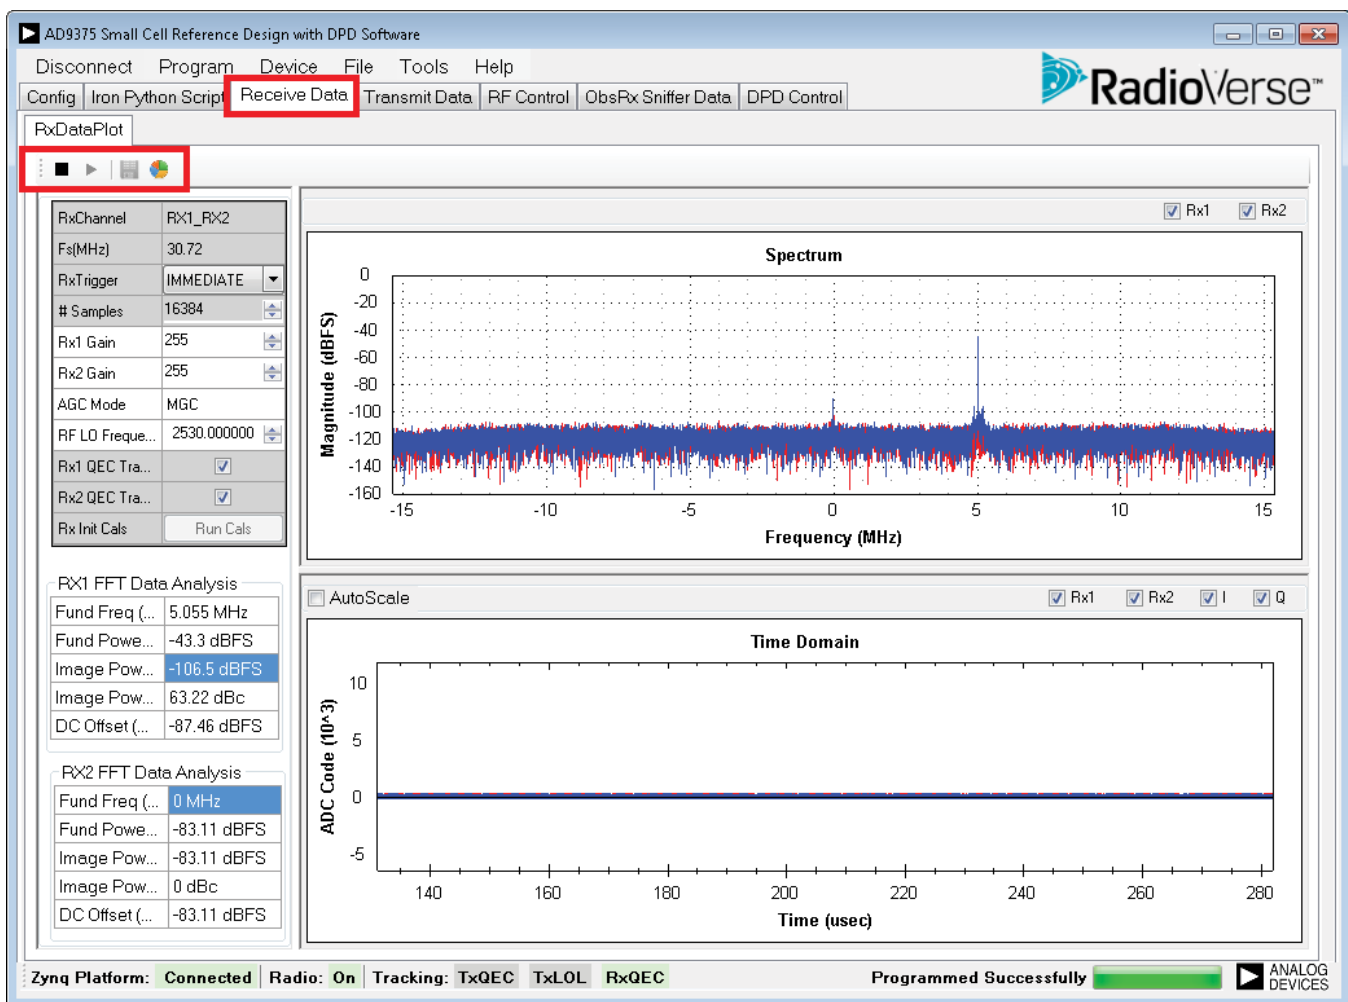 AD9375 Small Cell Reference Design with DPD Software
Disconnect Program Device File Tools Help
RadioVerse™
Config Iron Python Script Receive Data Transmit Data RF Control ObsRx Sniffer Data DPD Control
RxDataPlot
RxChannel RX1_RX2
Fs(MHz) 30.72
RxTrigger IMMEDIATE
# Samples 16384
Rx1 Gain 255
Rx2 Gain 255
AGC Mode MGC
RF LO Freque... 2530.000000
Rx1 QEC Tra...
Rx2 QEC Tra...
Rx Init Cals Run Cals
RX1 FFT Data Analysis
Fund Freq (... 5.055 MHz
Fund Powe... -43.3 dBFS
Image Pow... -106.5 dBFS
Image Pow... 63.22 dBc
DC Offset (... -87.46 dBFS
RX2 FFT Data Analysis
Fund Freq (... 0 MHz
Fund Powe... -83.11 dBFS
Image Pow... -83.11 dBFS
Image Pow... 0 dBc
DC Offset (... -83.11 dBFS
Rx1 Rx2
Spectrum
Magnitude (dBFS)
0
-20
-40
-60
-80
-100
-120
-140
-160
-15 -10 -5 0 5 10 15
Frequency (MHz)
AutoScale Rx1 Rx2 I Q
Time Domain
ADC Code (10^3)
10
5
0
-5
140 160 180 200 220 240 260 280
Time (usec)
Zynq Platform: Connected Radio: On Tracking: TxQEC TxLOL RxQEC Programmed Successfully
ANALOG
DEVICES